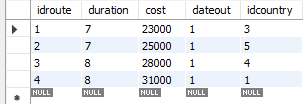 idroute duration cost dateout idcountry
1 7 23000 1 3
2 7 25000 1 5
3 8 28000 1 4
4 8 31000 1 1
NULL NULL NULL NULL NULL